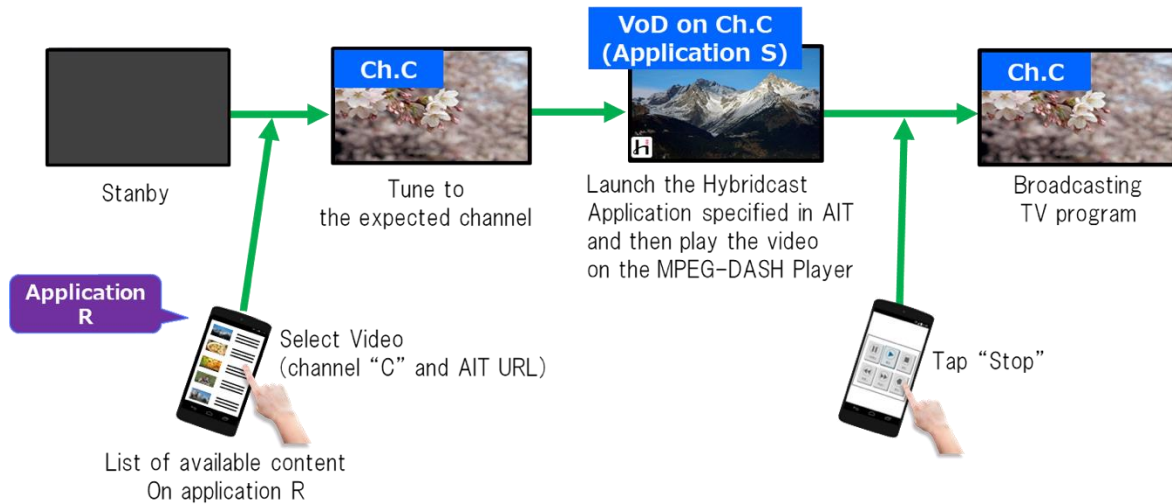 Ch.C
VoD on Ch.C
(Application S)
Ch.C
Stanby
Tune to
the expected channel
Launch the Hybridcast
Application specified in AIT
and then play the video
on the MPEG-DASH Player
Broadcasting
TV program
Application
R
Select Video
(channel “C” and AIT URL)
Tap “Stop”
List of available content
On application R